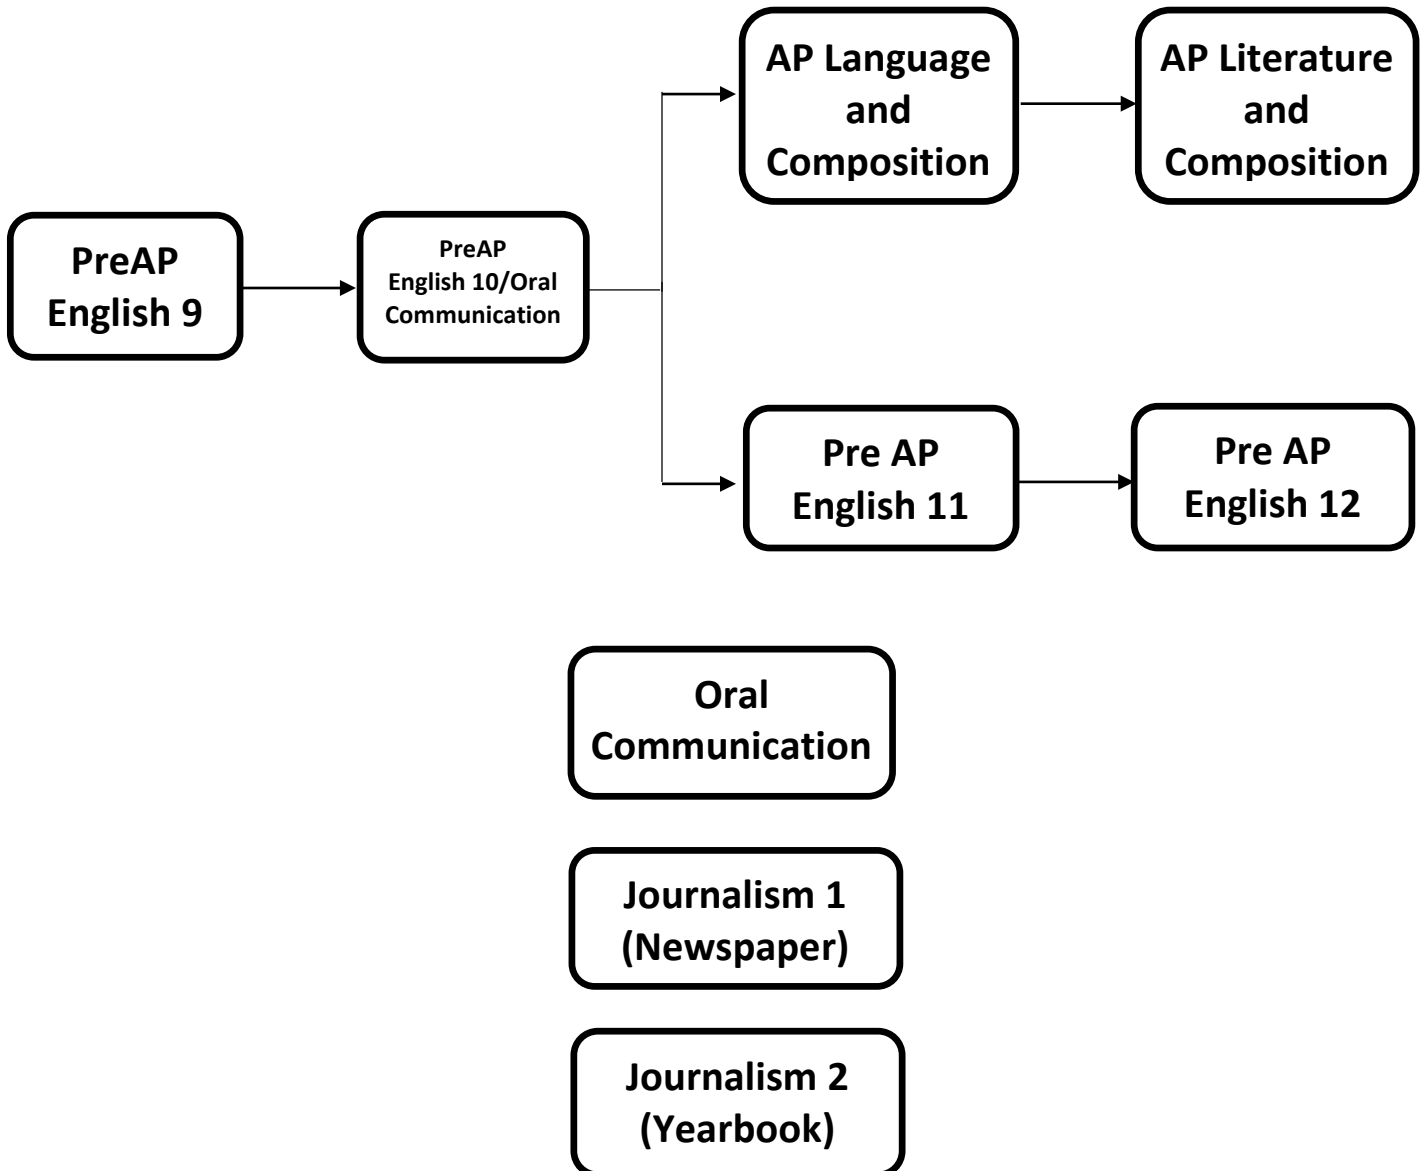 AP Language
and
Composition
AP Literature
and
Composition
PreAP
English 9
PreAP
English 10/Oral
Communication
Pre AP
English 11
Pre AP
English 12
Oral
Communication
Journalism 1
(Newspaper)
Journalism 2
(Yearbook)